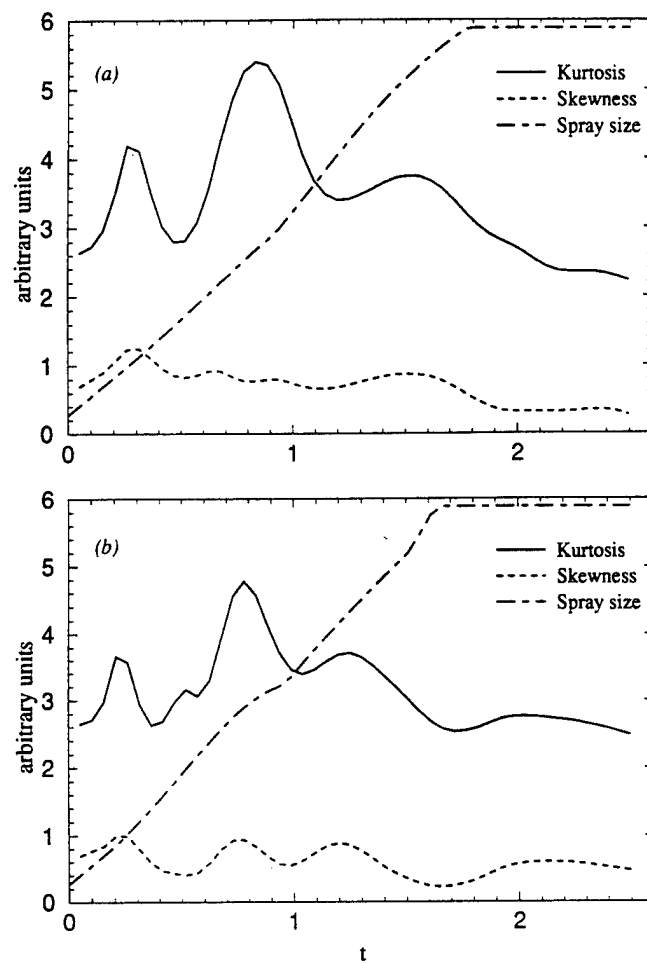 6
(a)
Kurtosis
Skewness
Spray size
5
4
3
2
1
0
arbitrary units
0 1 2
6
(b)
Kurtosis
Skewness
Spray size
5
4
3
2
1
0
arbitrary units
0 1 2
t